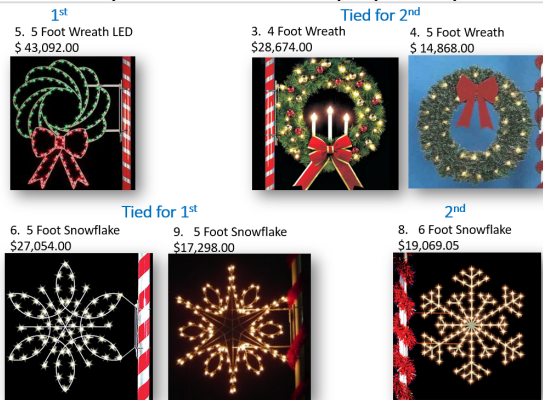 1st
Tied for 2nd
5. 5 Foot Wreath LED
$ 43,092.00
3. 4 Foot Wreath
$28,674.00
4. 5 Foot Wreath
$ 14,868.00
Tied for 1st
2nd
6. 5 Foot Snowflake
$27,054.00
9. 5 Foot Snowflake
$17,298.00
8. 6 Foot Snowflake
$19,069.05